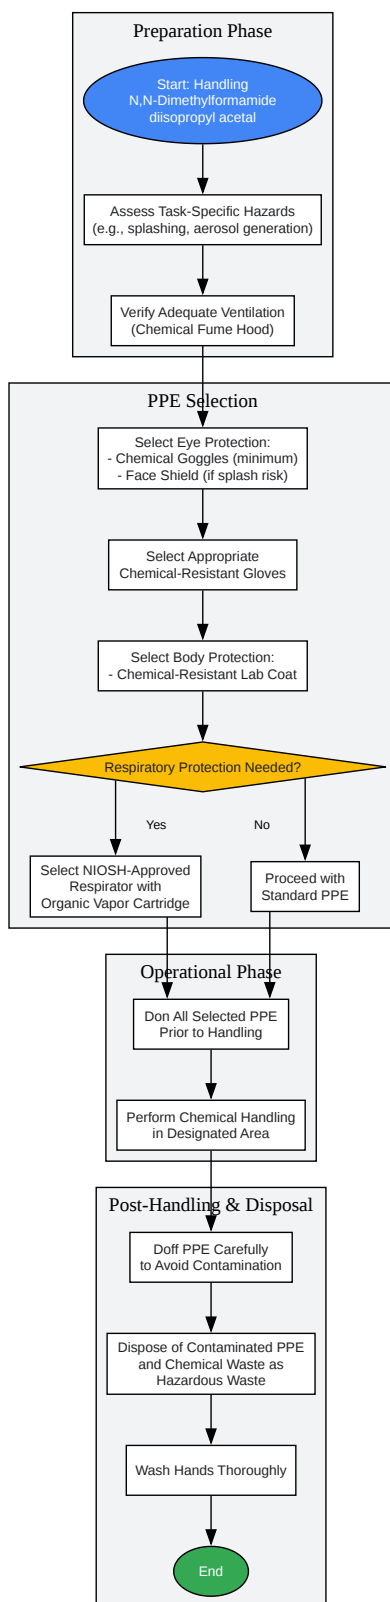 Preparation Phase
Start: Handling
N,N-Dimethylformamide
diisopropyl acetal
Assess Task-Specific Hazards
(e.g., splashing, aerosol generation)
Verify Adequate Ventilation
(Chemical Fume Hood)
PPE Selection
Select Eye Protection:
- Chemical Goggles (minimum)
- Face Shield (if splash risk)
Select Appropriate
Chemical-Resistant Gloves
Select Body Protection:
- Chemical-Resistant Lab Coat
Respiratory Protection Needed?
Yes
No
Select NIOSH-Approved
Respirator with
Organic Vapor Cartridge
Proceed with
Standard PPE
Operational Phase
Don All Selected PPE
Prior to Handling
Perform Chemical Handling
in Designated Area
Post-Handling & Disposal
Doff PPE Carefully
to Avoid Contamination
Dispose of Contaminated PPE
and Chemical Waste as
Hazardous Waste
Wash Hands Thoroughly
End